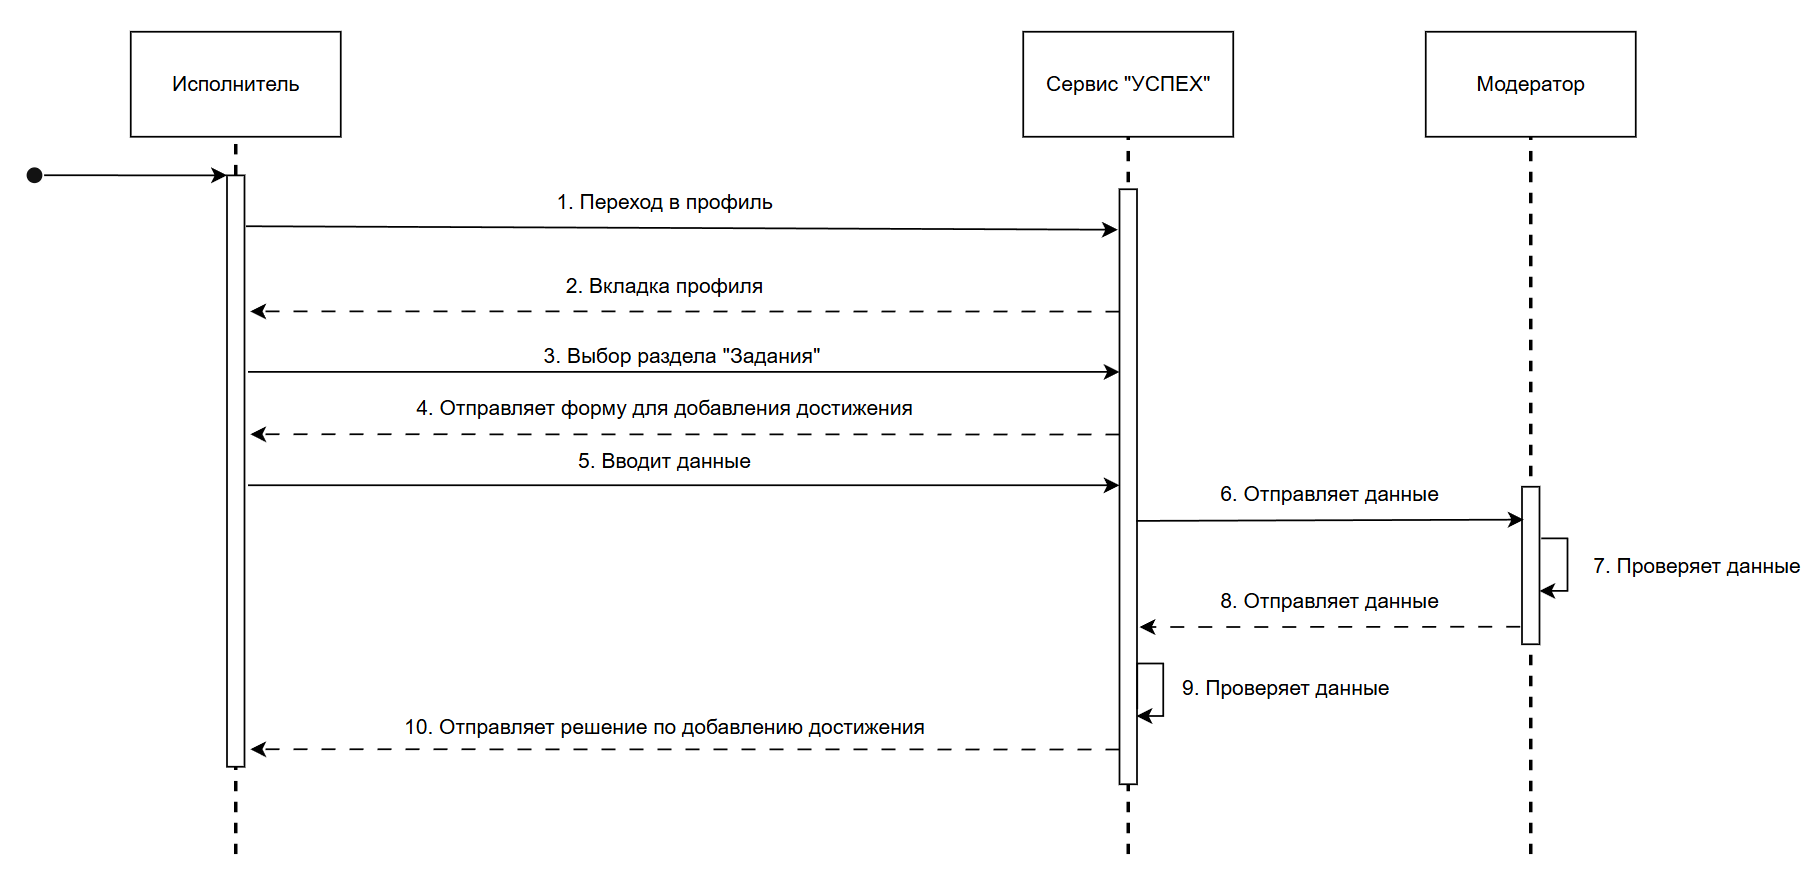 Исполнитель
Сервис "УСПЕХ"
Модератор
1. Переход в профиль
2. Вкладка профиля
3. Выбор раздела "Задания"
4. Отправляет форму для добавления достижения
5. Вводит данные
6. Отправляет данные
7. Проверяет данные
8. Отправляет данные
9. Проверяет данные
10. Отправляет решение по добавлению достижения